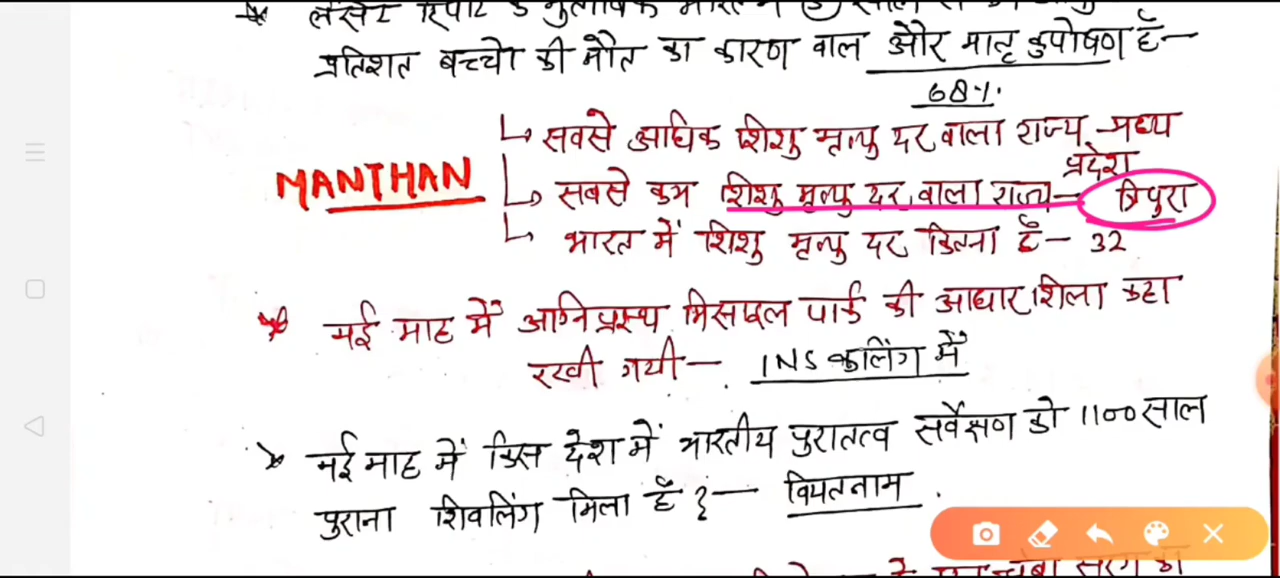 प्रतिशत बच्चो की मौत का कारण वाल और मातृ कुपोषण है-
68%
सबसे अधिक शिशु मृत्यु दर वाला राज्य - मध्य प्रदेश
MANTHAN
सबसे कम शिशु मृत्यु दर वाला राज्य - त्रिपुरा
भारत में शिशु मृत्यु दर कितना है - 32
मई माह में अग्निप्रस्थ मिसाइल पार्क की आधारशिला कहा
रखी गयी- INS कलिंग में
मई माह में किस देश में भारतीय पुरातत्व सर्वेक्षण को 1100 साल
पुराना शिवलिंग मिला है ? - वियतनाम .